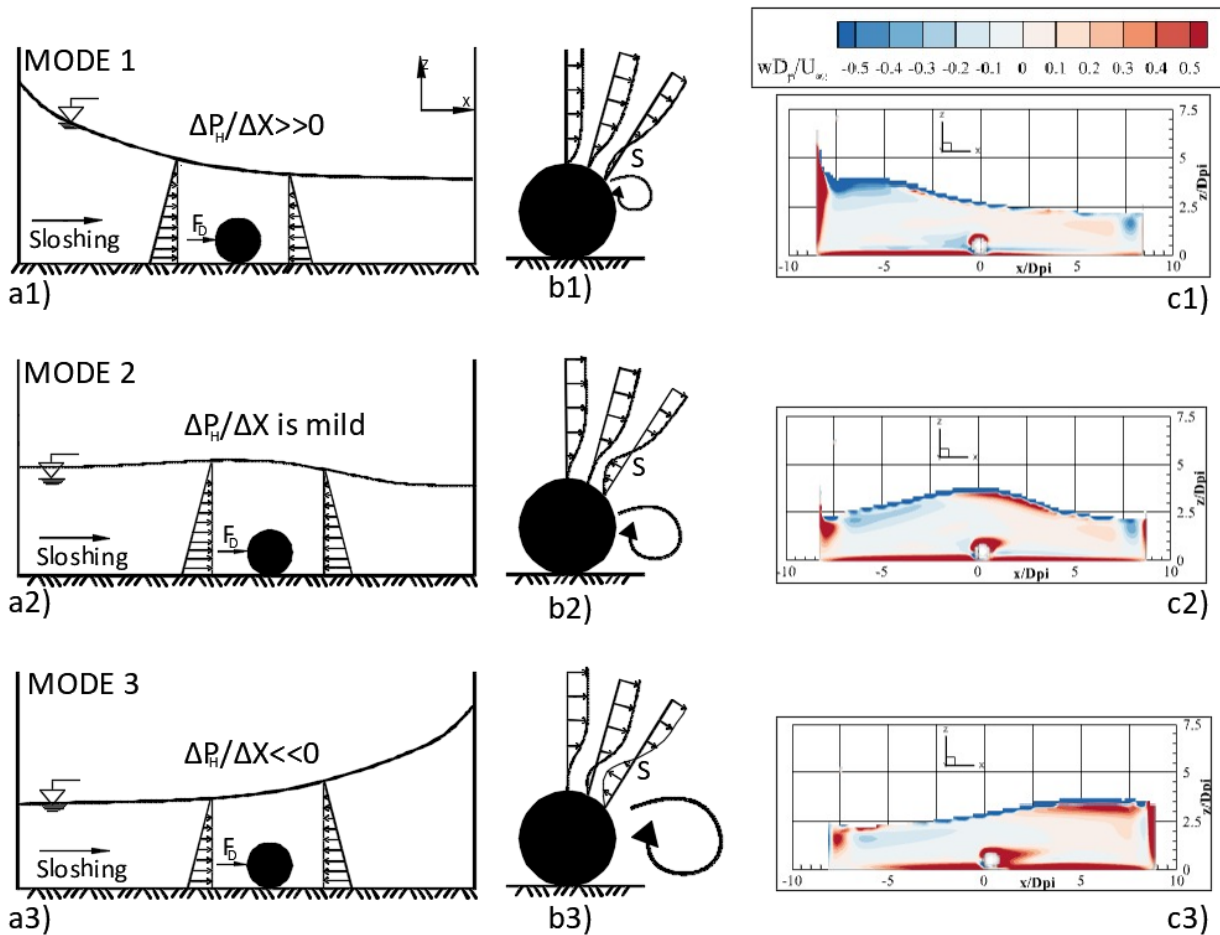 MODE 1
z
x
ΔP_H/ΔX>>0
Sloshing
F_D
a1)
S
b1)
wD_p/U_∞:
-0.5 -0.4 -0.3 -0.2 -0.1 0 0.1 0.2 0.3 0.4 0.5
z
x
7.5
5
2.5
0
z/Dpi
-10 -5 0 5 10
x/Dpi
c1)
MODE 2
ΔP_H/ΔX is mild
Sloshing
F_D
a2)
S
b2)
z
x
7.5
5
2.5
0
z/Dpi
-10 -5 0 5 10
x/Dpi
c2)
MODE 3
ΔP_H/ΔX<<0
Sloshing
F_D
a3)
S
b3)
z
x
7.5
5
2.5
0
z/Dpi
-10 -5 0 5 10
x/Dpi
c3)